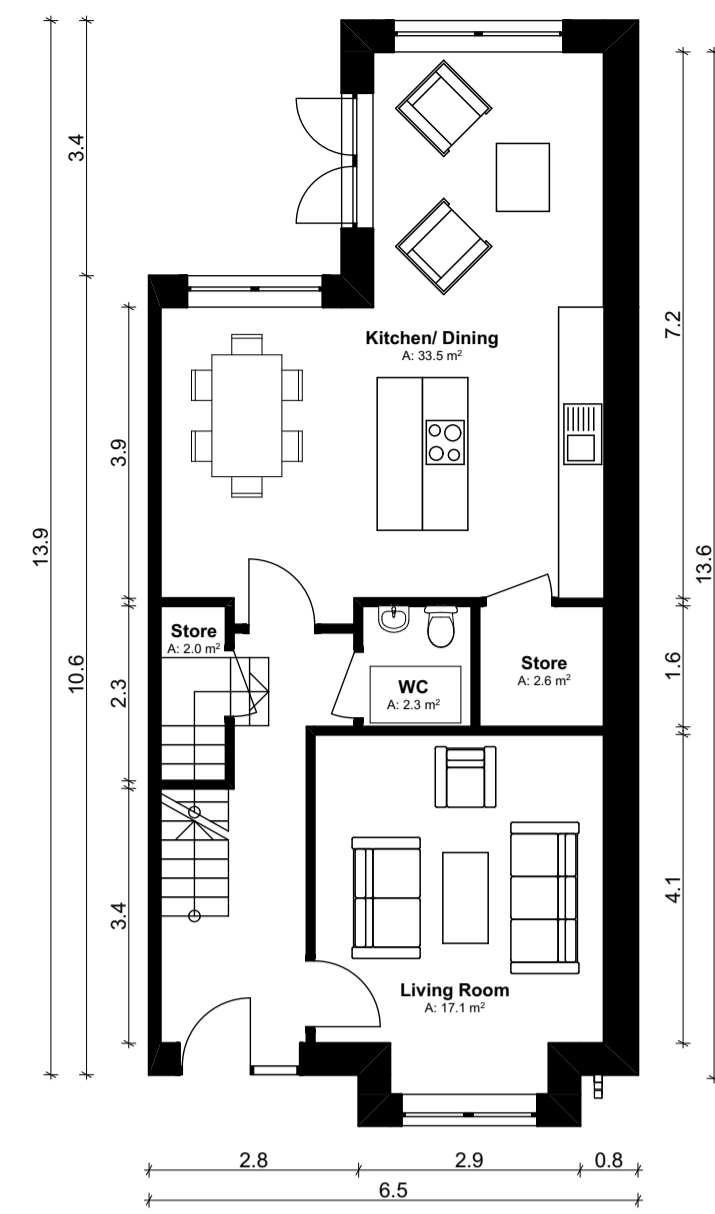 3.4
13.9
10.6
3.9
2.3
3.4
Kitchen/ Dining
A: 33.5 m²
7.2
13.6
Store
A: 2.0 m²
WC
A: 2.3 m²
Store
A: 2.6 m²
1.6
4.1
Living Room
A: 17.1 m²
2.8
2.9
0.8
6.5